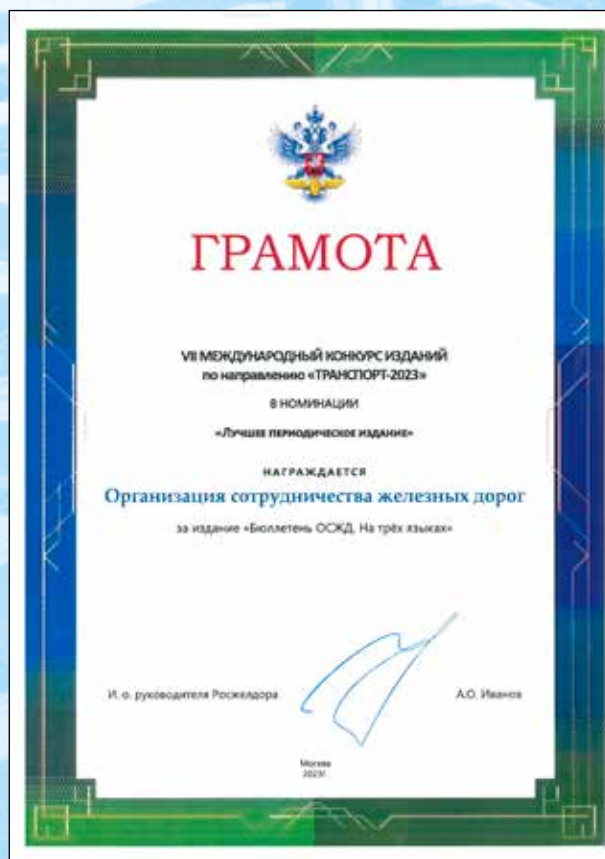 ГРАМОТА
VII МЕЖДУНАРОДНЫЙ КОНКУРС ИЗДАНИЙ
по направлению «ТРАНСПОРТ-2023»
В НОМИНАЦИИ
«ЛУЧШЕЕ ПЕРИОДИЧЕСКОЕ ИЗДАНИЕ»
НАГРАЖДАЕТСЯ
Организация сотрудничества железных дорог
за издание «Бюллетень ОСЖД. На трёх языках»
И. о. руководителя Росжелдора А.О. Иванов
Москва
2023г.